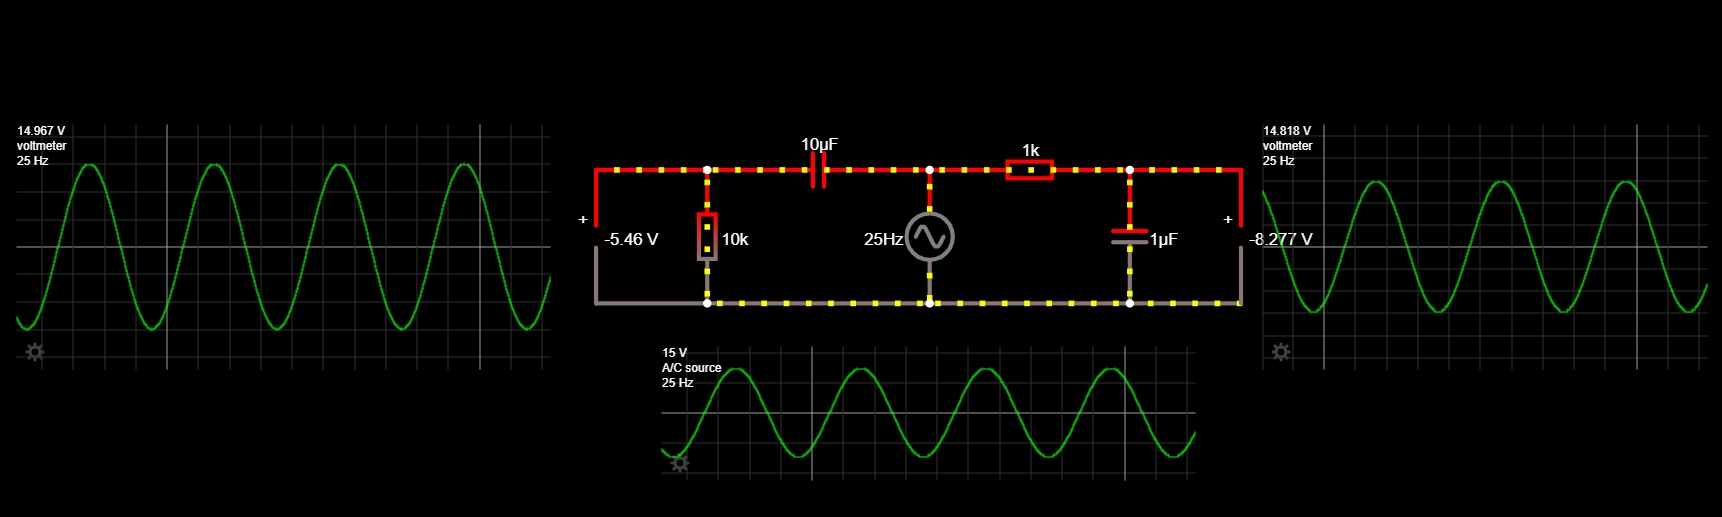 14.967 V
voltmeter
25 Hz
10µF
1k
+
-5.46 V
10k
25Hz
1µF
+
-8.277 V
14.818 V
voltmeter
25 Hz
15 V
A/C source
25 Hz